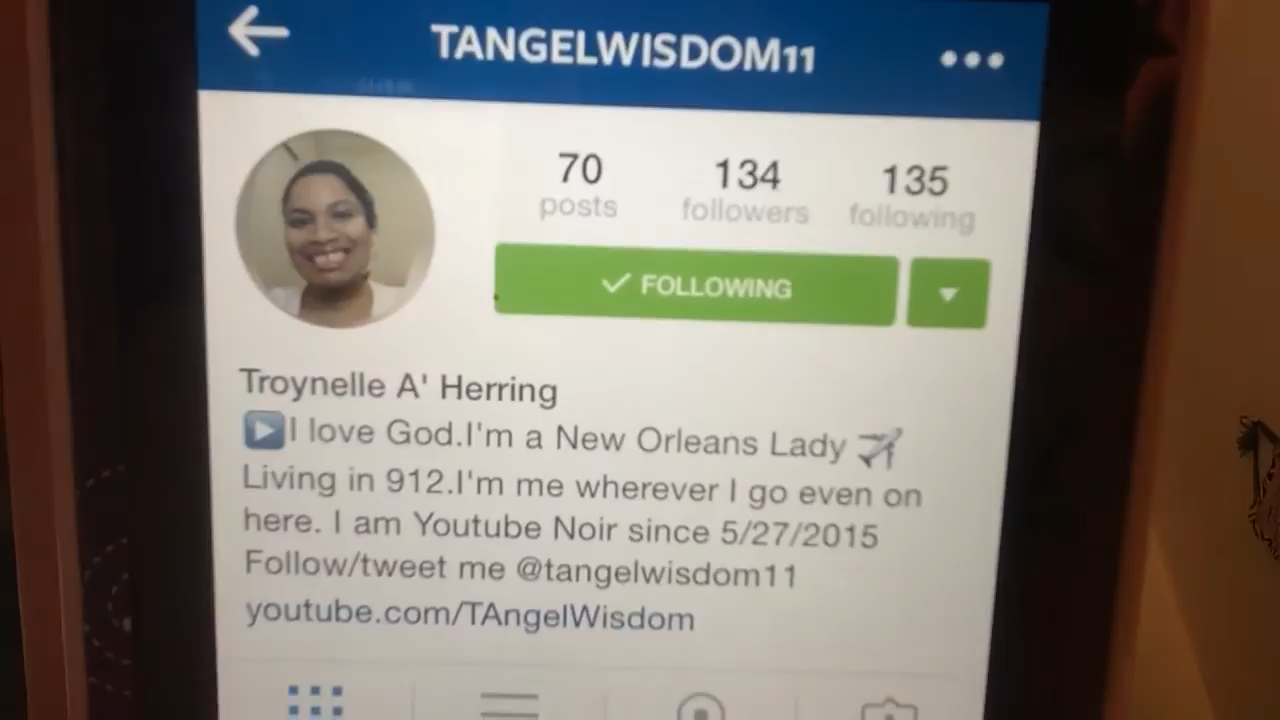 TANGELWISDOM11
70 134 135
posts followers following
✓ FOLLOWING
Troynelle A' Herring
▶️I love God.I'm a New Orleans Lady ✈️
Living in 912.I'm me wherever I go even on
here. I am Youtube Noir since 5/27/2015
Follow/tweet me @tangelwisdom11
youtube.com/TAngelWisdom